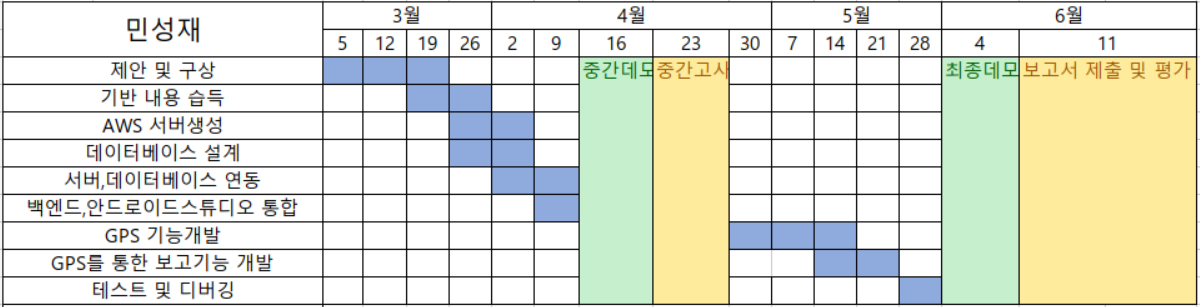 민성재 3월 4월 5월 6월
5 12 19 26 2 9 16 23 30 7 14 21 28 4 11
제안 및 구상 중간데모 중간고사 최종데모 보고서 제출 및 평가
기반 내용 습득
AWS 서버생성
데이터베이스 설계
서버,데이터베이스 연동
백엔드,안드로이드스튜디오 통합
GPS 기능개발
GPS를 통한 보고기능 개발
테스트 및 디버깅